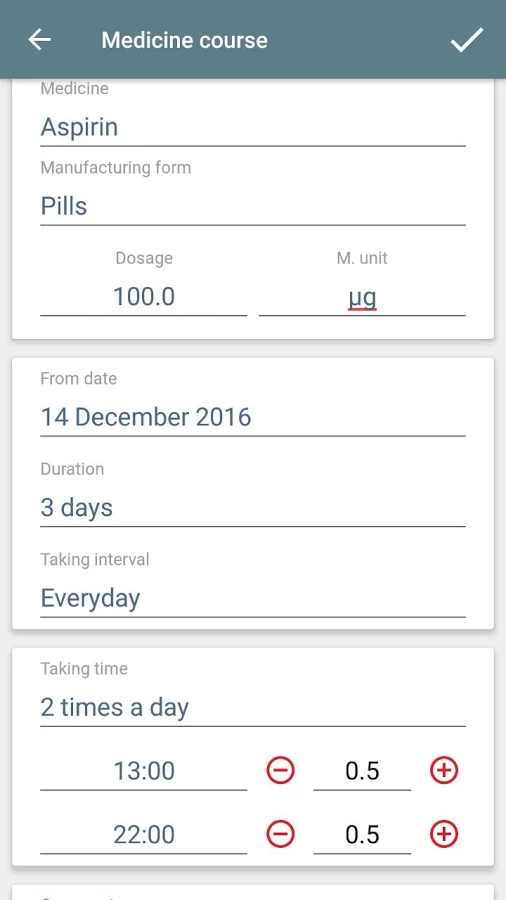 Medicine course
Medicine
Aspirin
Manufacturing form
Pills
Dosage M. unit
100.0 µg
From date
14 December 2016
Duration
3 days
Taking interval
Everyday
Taking time
2 times a day
13:00 0.5
22:00 0.5